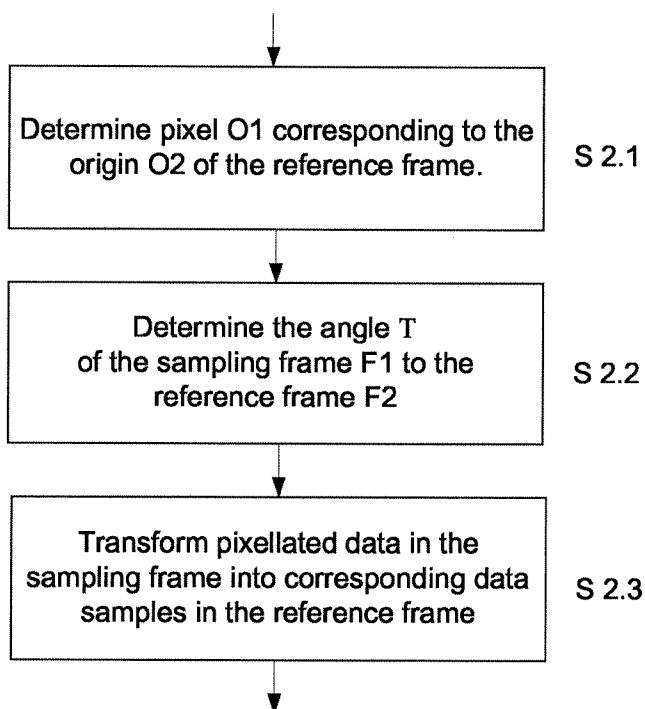 Determine pixel O1 corresponding to the
origin O2 of the reference frame.
S 2.1
Determine the angle T
of the sampling frame F1 to the
reference frame F2
S 2.2
Transform pixellated data in the
sampling frame into corresponding data
samples in the reference frame
S 2.3